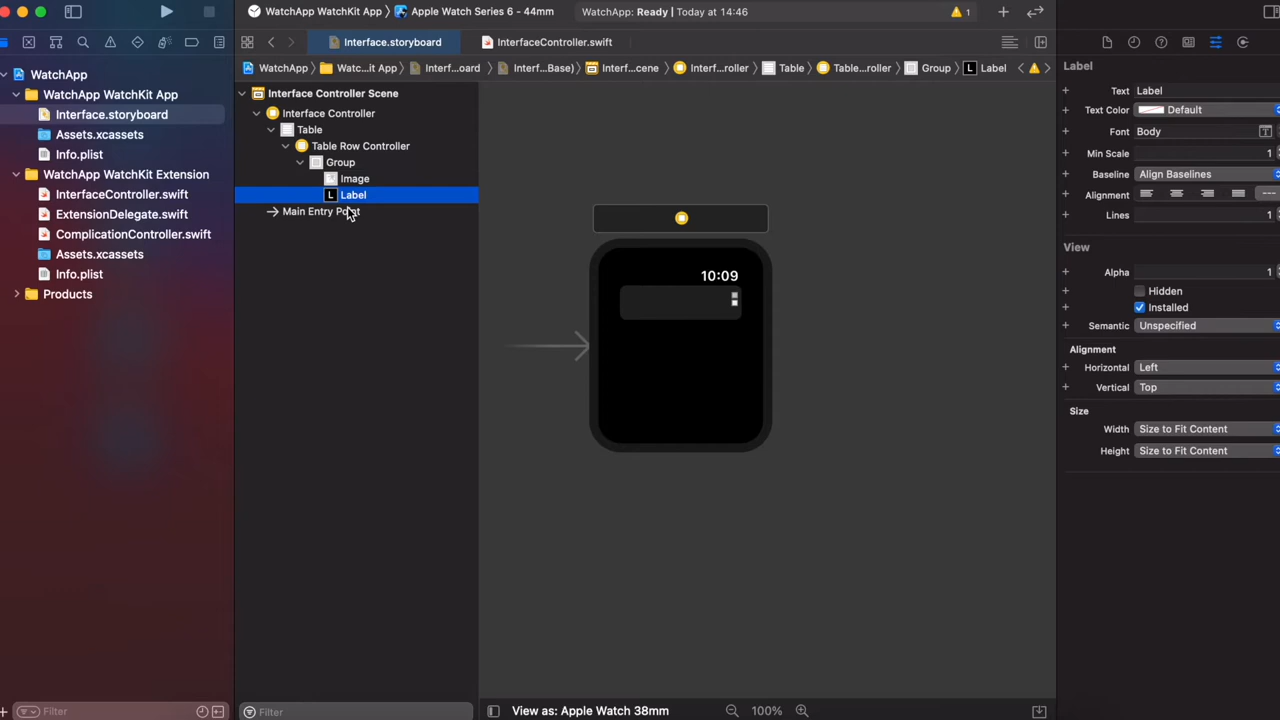 WatchApp WatchKit App
Apple Watch Series 6 - 44mm
WatchApp: Ready | Today at 14:46
1
Interface.storyboard
InterfaceController.swift
WatchApp
Watc...it App
Interf...oard
Interf...Base)
Interf...cene
Interf...roller
Table
Table...roller
Group
L Label
WatchApp
WatchApp WatchKit App
Interface.storyboard
Assets.xcassets
Info.plist
WatchApp WatchKit Extension
InterfaceController.swift
ExtensionDelegate.swift
ComplicationController.swift
Assets.xcassets
Info.plist
Products
Filter
Interface Controller Scene
Interface Controller
Table
Table Row Controller
Group
Image
L Label
Main Entry Point
Filter
10:09
View as: Apple Watch 38mm
100%
Label
Text Label
Text Color Default
Font Body
Min Scale 1
Baseline Align Baselines
Alignment
Lines 1
View
Alpha 1
Hidden
Installed
Semantic Unspecified
Alignment
Horizontal Left
Vertical Top
Size
Width Size to Fit Content
Height Size to Fit Content